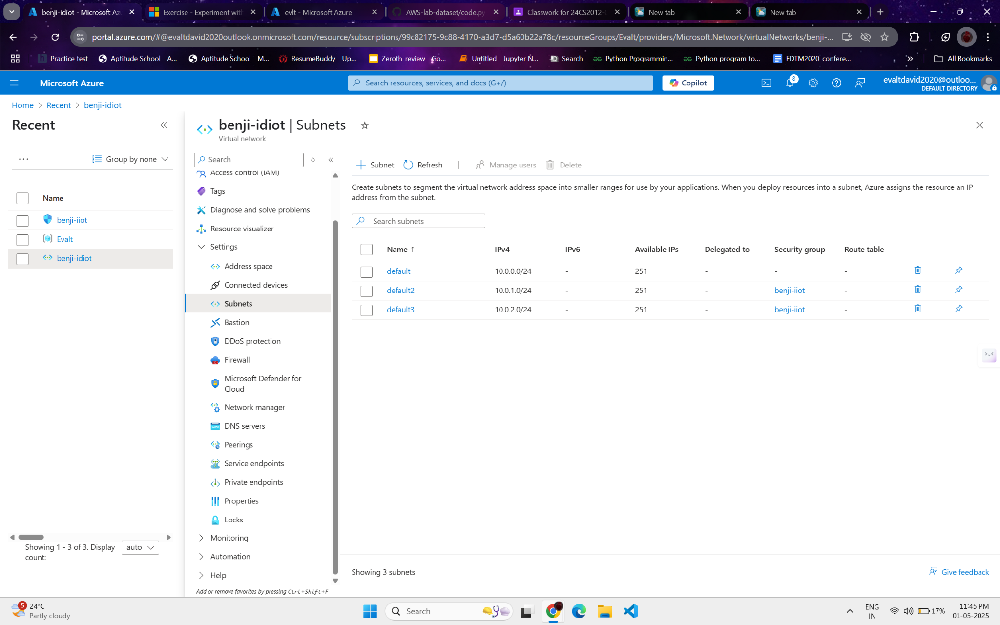 benji-idiot - Microsoft Az
Exercise - Experiment with
evlt - Microsoft Azure
AWS-lab-dataset/code.py
Classwork for 24CS2012-
New tab
New tab
portal.azure.com/#@evaltdavid2020outlook.onmicrosoft.com/resource/subscriptions/99c82175-9c88-4170-a3d7-d5a60b22a78c/resourceGroups/Evalt/providers/Microsoft.Network/virtualNetworks/benji-...
Practice test
Aptitude School - A...
Aptitude School - M...
ResumeBuddy - Up...
Zeroth_review - Go...
Untitled - Jupyter N...
Search
Python Programmin...
Python program to...
EDTM2020_confere...
All Bookmarks
Microsoft Azure
Search resources, services, and docs (G+/)
Copilot
8
evaltdavid2020@outloo...
DEFAULT DIRECTORY
Home > Recent > benji-idiot
Recent
Group by none
Name
benji-iiot
Evalt
benji-idiot
Showing 1 - 3 of 3. Display
count:
auto
benji-idiot | Subnets
Virtual network
Search
Access control (IAM)
Tags
Diagnose and solve problems
Resource visualizer
Settings
Address space
Connected devices
Subnets
Bastion
DDoS protection
Firewall
Microsoft Defender for
Cloud
Network manager
DNS servers
Peerings
Service endpoints
Private endpoints
Properties
Locks
Monitoring
Automation
Help
Add or remove favorites by pressing Ctrl+Shift+F
Subnet
Refresh
Manage users
Delete
Create subnets to segment the virtual network address space into smaller ranges for use by your applications. When you deploy resources into a subnet, Azure assigns the resource an IP
address from the subnet.
Search subnets
Name ↑ IPv4 IPv6 Available IPs Delegated to Security group Route table
default 10.0.0.0/24 - 251 - - -
default2 10.0.1.0/24 - 251 - benji-iiot -
default3 10.0.2.0/24 - 251 - benji-iiot -
Showing 3 subnets
Give feedback
5
24°C
Partly cloudy
Search
ENG
IN
17%
11:45 PM
01-05-2025